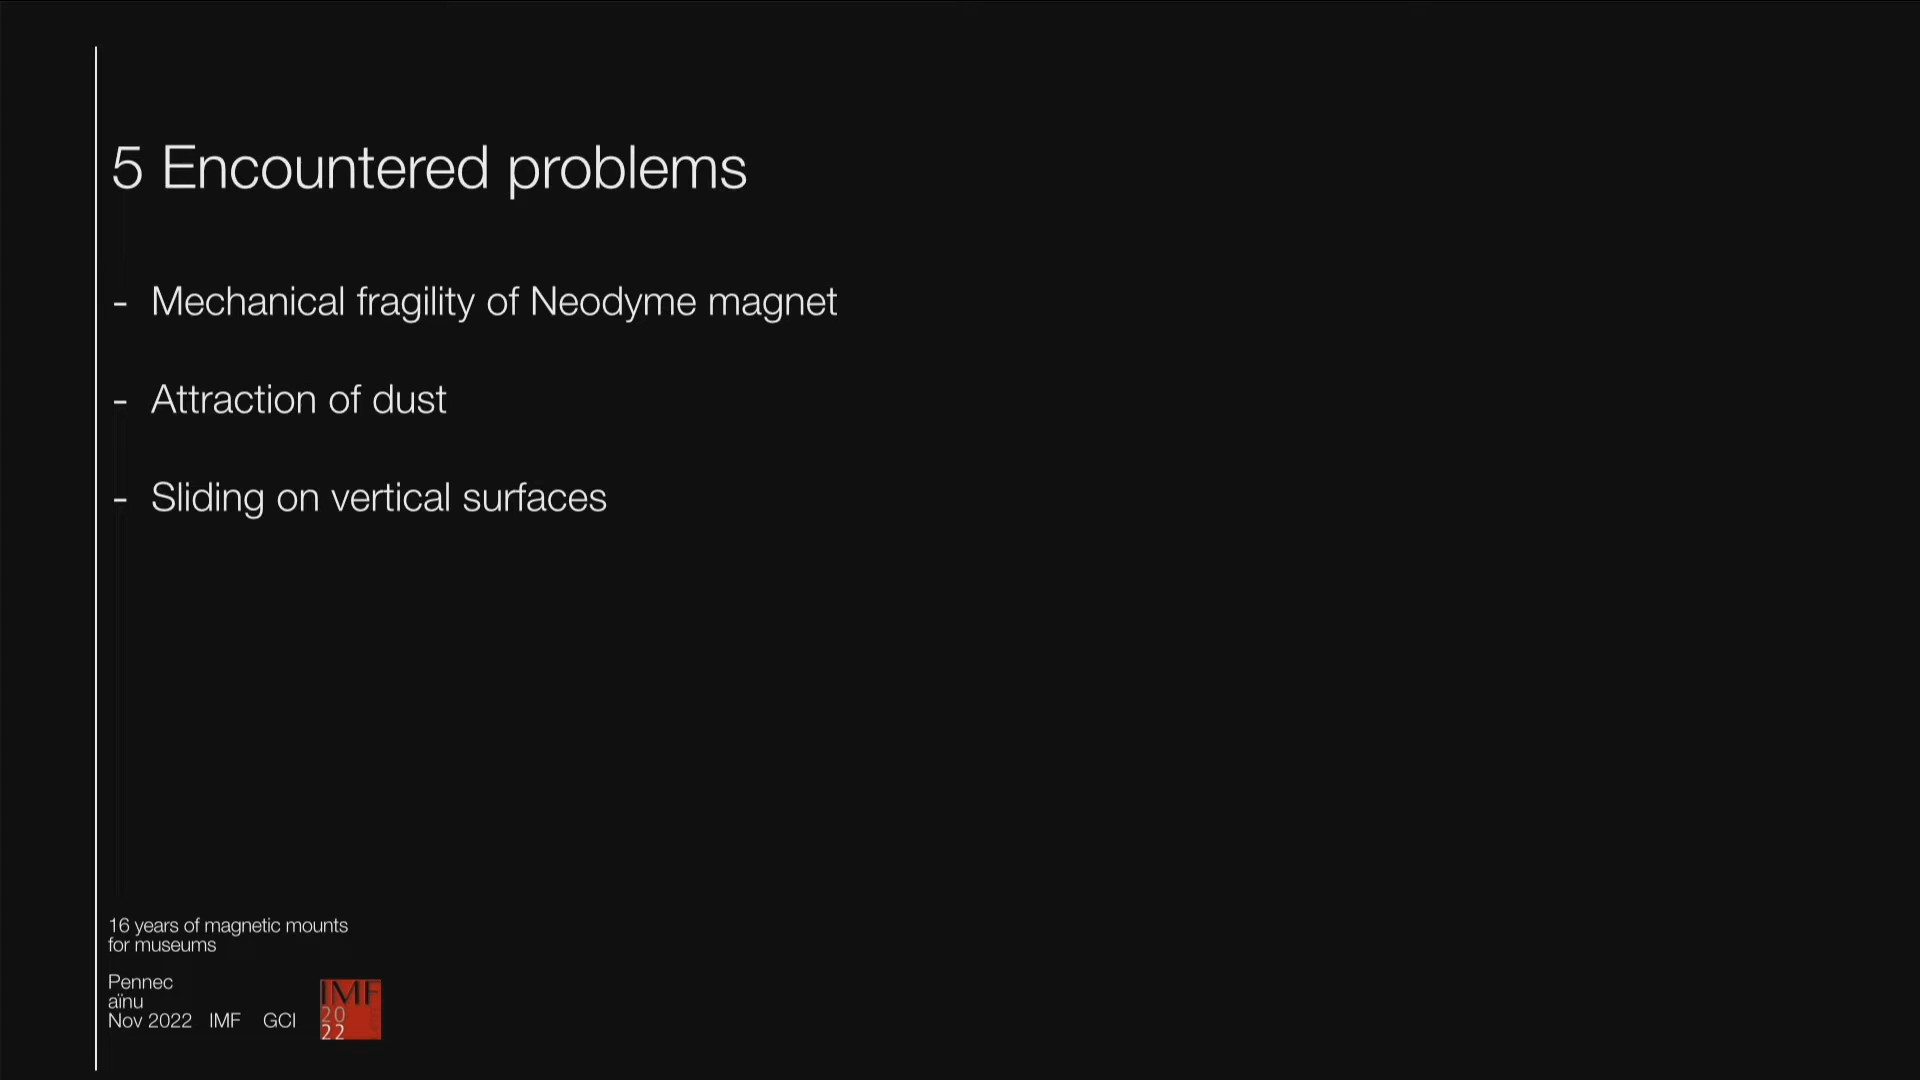 5 Encountered problems
- Mechanical fragility of Neodyme magnet
- Attraction of dust
- Sliding on vertical surfaces
16 years of magnetic mounts
for museums
Pennec
aïnu
Nov 2022 IMF GCI
IMF
20
22